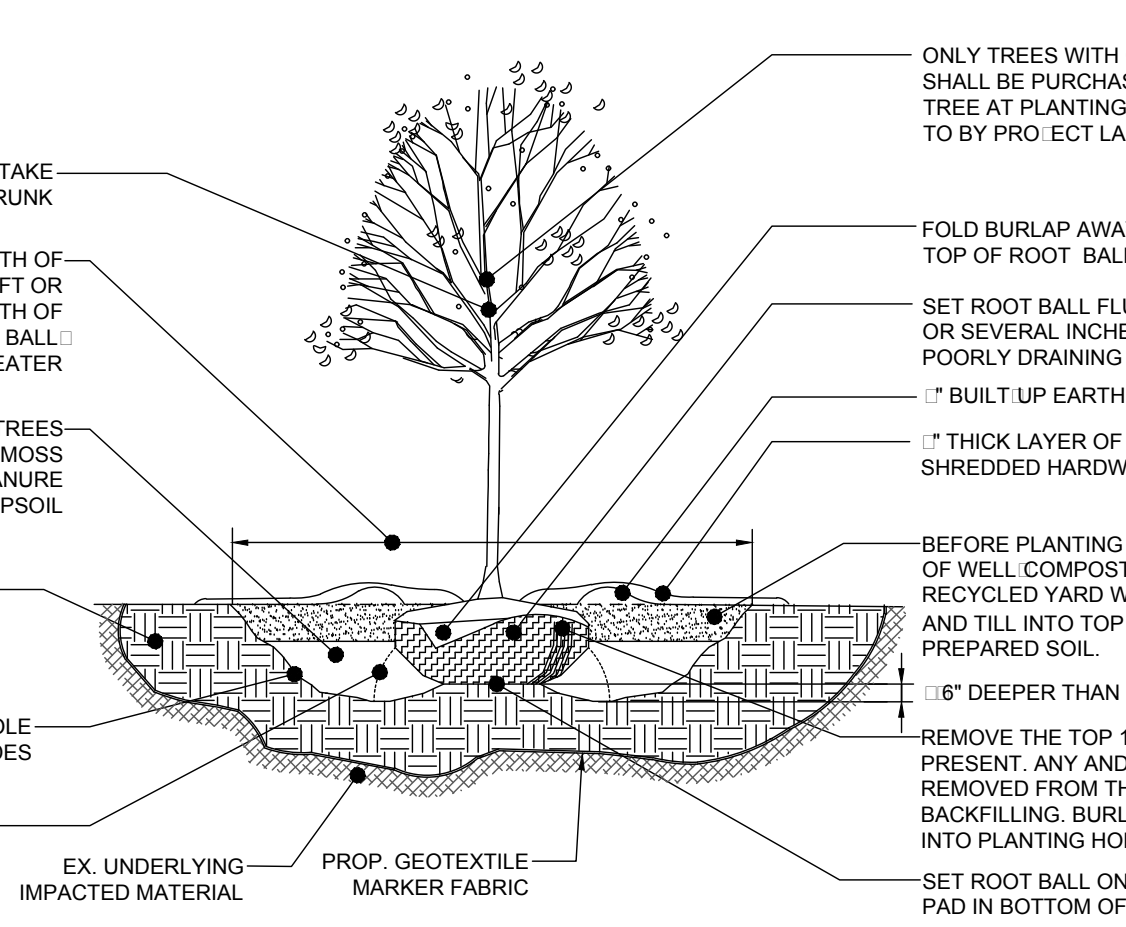 ONLY TREES WITH
SHALL BE PURCHAS
TREE AT PLANTING
TO BY PRO□ECT LA
TAKE
RUNK
FOLD BURLAP AWAY
TOP OF ROOT BALL
TH OF
FT OR
TH OF
BALL□
EATER
SET ROOT BALL FLU
OR SEVERAL INCHE
POORLY DRAINING
□" BUILT□UP EARTH
□" THICK LAYER OF
SHREDDED HARDW
TREES
MOSS
ANURE
PSOIL
BEFORE PLANTING
OF WELL□COMPOST
RECYCLED YARD W
AND TILL INTO TOP
PREPARED SOIL.
□□6" DEEPER THAN
OLE
DES
REMOVE THE TOP 1
PRESENT. ANY AND
REMOVED FROM TH
BACKFILLING. BURL
INTO PLANTING HO
EX. UNDERLYING
IMPACTED MATERIAL
PROP. GEOTEXTILE
MARKER FABRIC
SET ROOT BALL ON
PAD IN BOTTOM OF